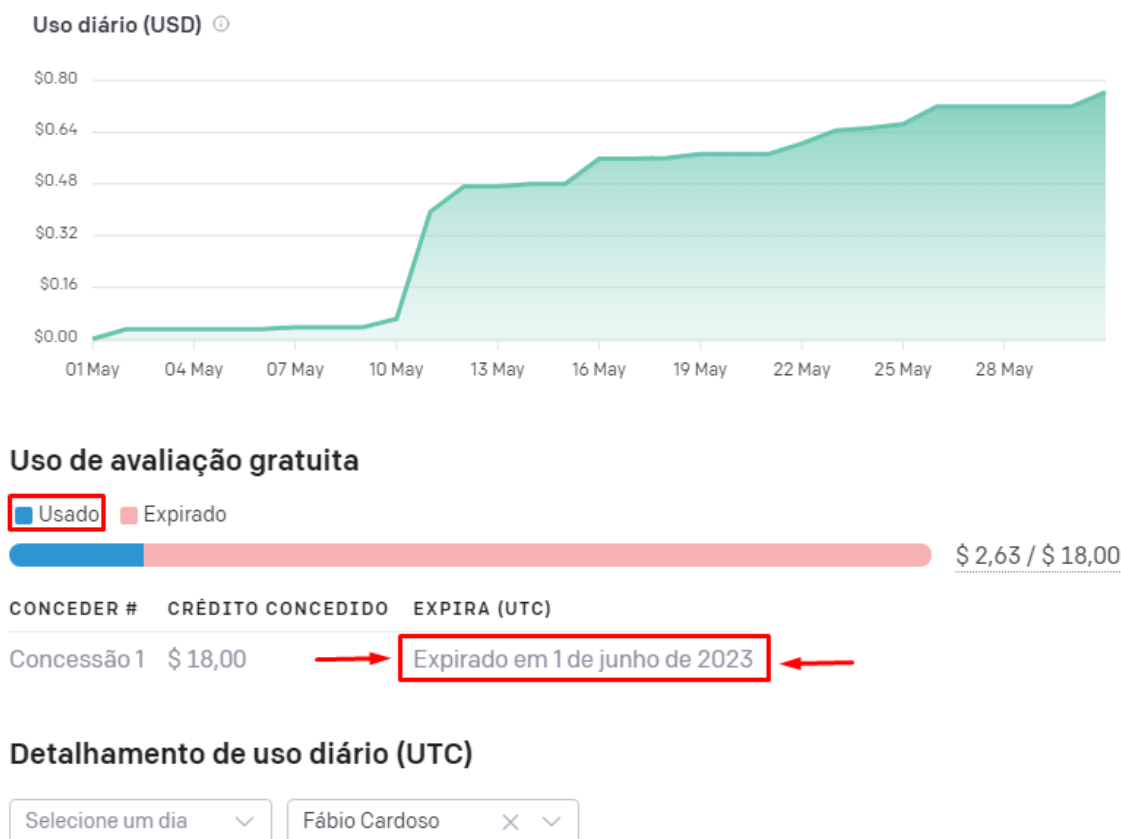 Uso diário (USD)
$0.80
$0.64
$0.48
$0.32
$0.16
$0.00
01 May 04 May 07 May 10 May 13 May 16 May 19 May 22 May 25 May 28 May
Uso de avaliação gratuita
Usado Expirado
$ 2,63 / $ 18,00
CONCEDER # CRÉDITO CONCEDIDO EXPIRA (UTC)
Concessão 1 $ 18,00 Expirado em 1 de junho de 2023
Detalhamento de uso diário (UTC)
Selecione um dia Fábio Cardoso